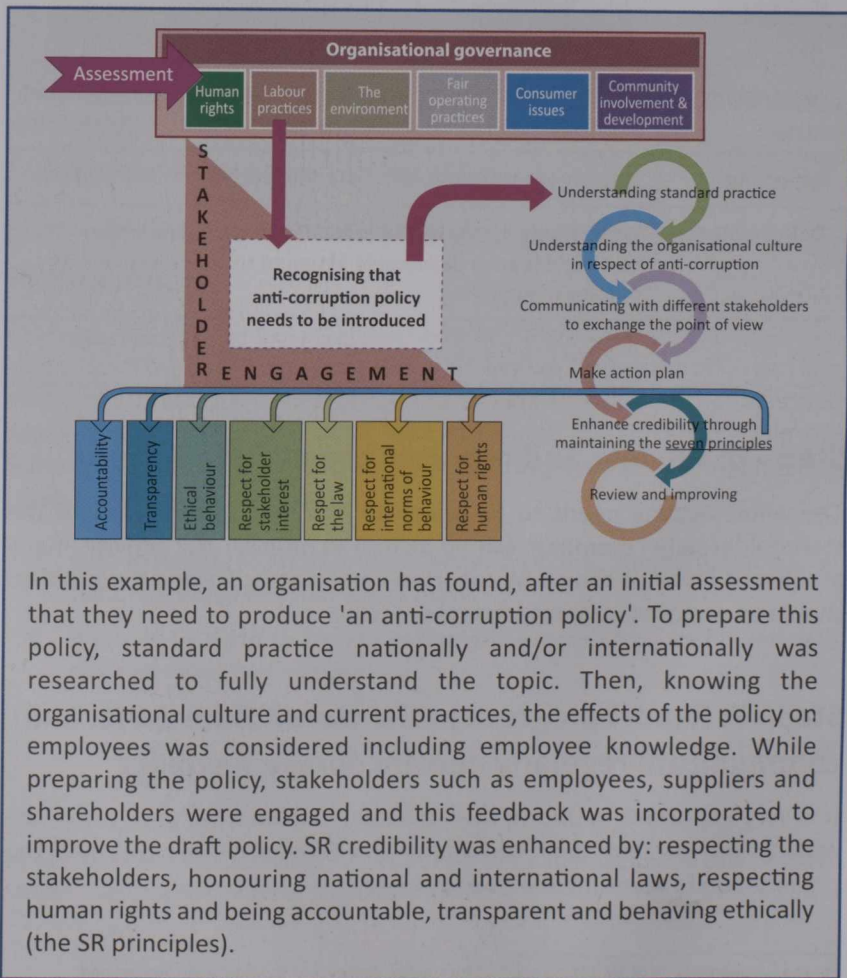 Organisational governance
Assessment
Human
rights
Labour
practices
The
environment
Fair
operating
practices
Consumer
issues
Community
involvement &
development
STAKEHOLDER
ENGAGEMENT
Recognising that
anti-corruption policy
needs to be introduced
Understanding standard practice
Understanding the organisational culture
in respect of anti-corruption
Communicating with different stakeholders
to exchange the point of view
Make action plan
Enhance credibility through
maintaining the seven principles
Review and improving
Accountability
Transparency
Ethical
behaviour
Respect for
stakeholder
interest
Respect for
the law
Respect for
international
norms of
behaviour
Respect for
human rights
In this example, an organisation has found, after an initial assessment
that they need to produce 'an anti-corruption policy'. To prepare this
policy, standard practice nationally and/or internationally was
researched to fully understand the topic. Then, knowing the
organisational culture and current practices, the effects of the policy on
employees was considered including employee knowledge. While
preparing the policy, stakeholders such as employees, suppliers and
shareholders were engaged and this feedback was incorporated to
improve the draft policy. SR credibility was enhanced by: respecting the
stakeholders, honouring national and international laws, respecting
human rights and being accountable, transparent and behaving ethically
(the SR principles).